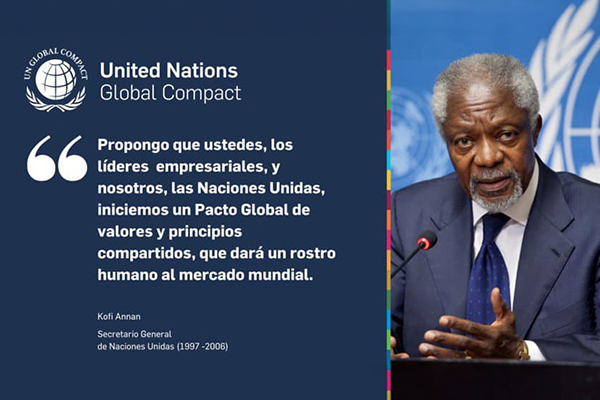 UN GLOBAL COMPACT
United Nations
Global Compact
“
Propongo que ustedes, los
líderes empresariales, y
nosotros, las Naciones Unidas,
iniciemos un Pacto Global de
valores y principios
compartidos, que dará un rostro
humano al mercado mundial.
Kofi Annan
Secretario General
de Naciones Unidas (1997 -2006)